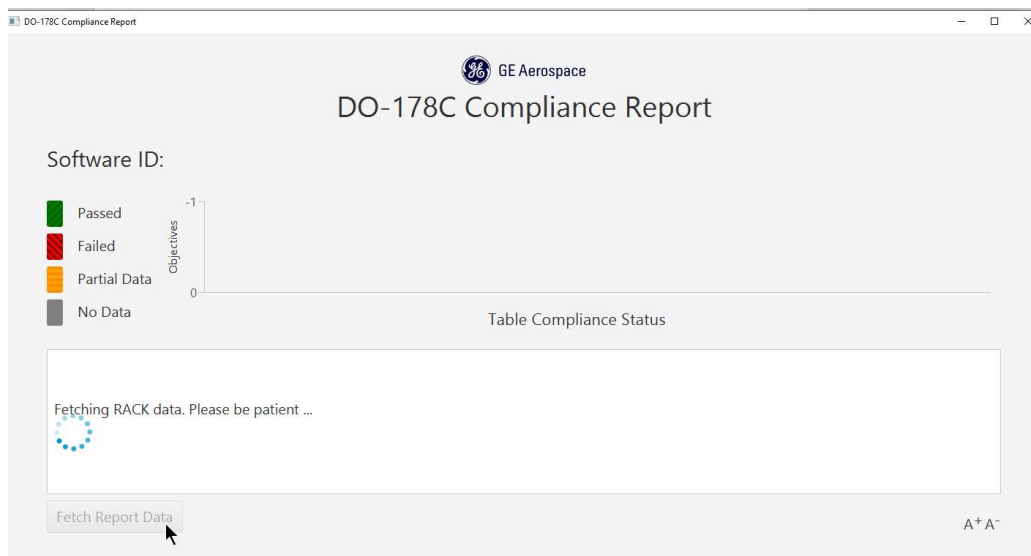 DO-178C Compliance Report
GE Aerospace
DO-178C Compliance Report
Software ID:
Passed
Failed
Partial Data
No Data
-1
Objectives
0
Table Compliance Status
Fetching RACK data. Please be patient ...
Fetch Report Data
A+ A-